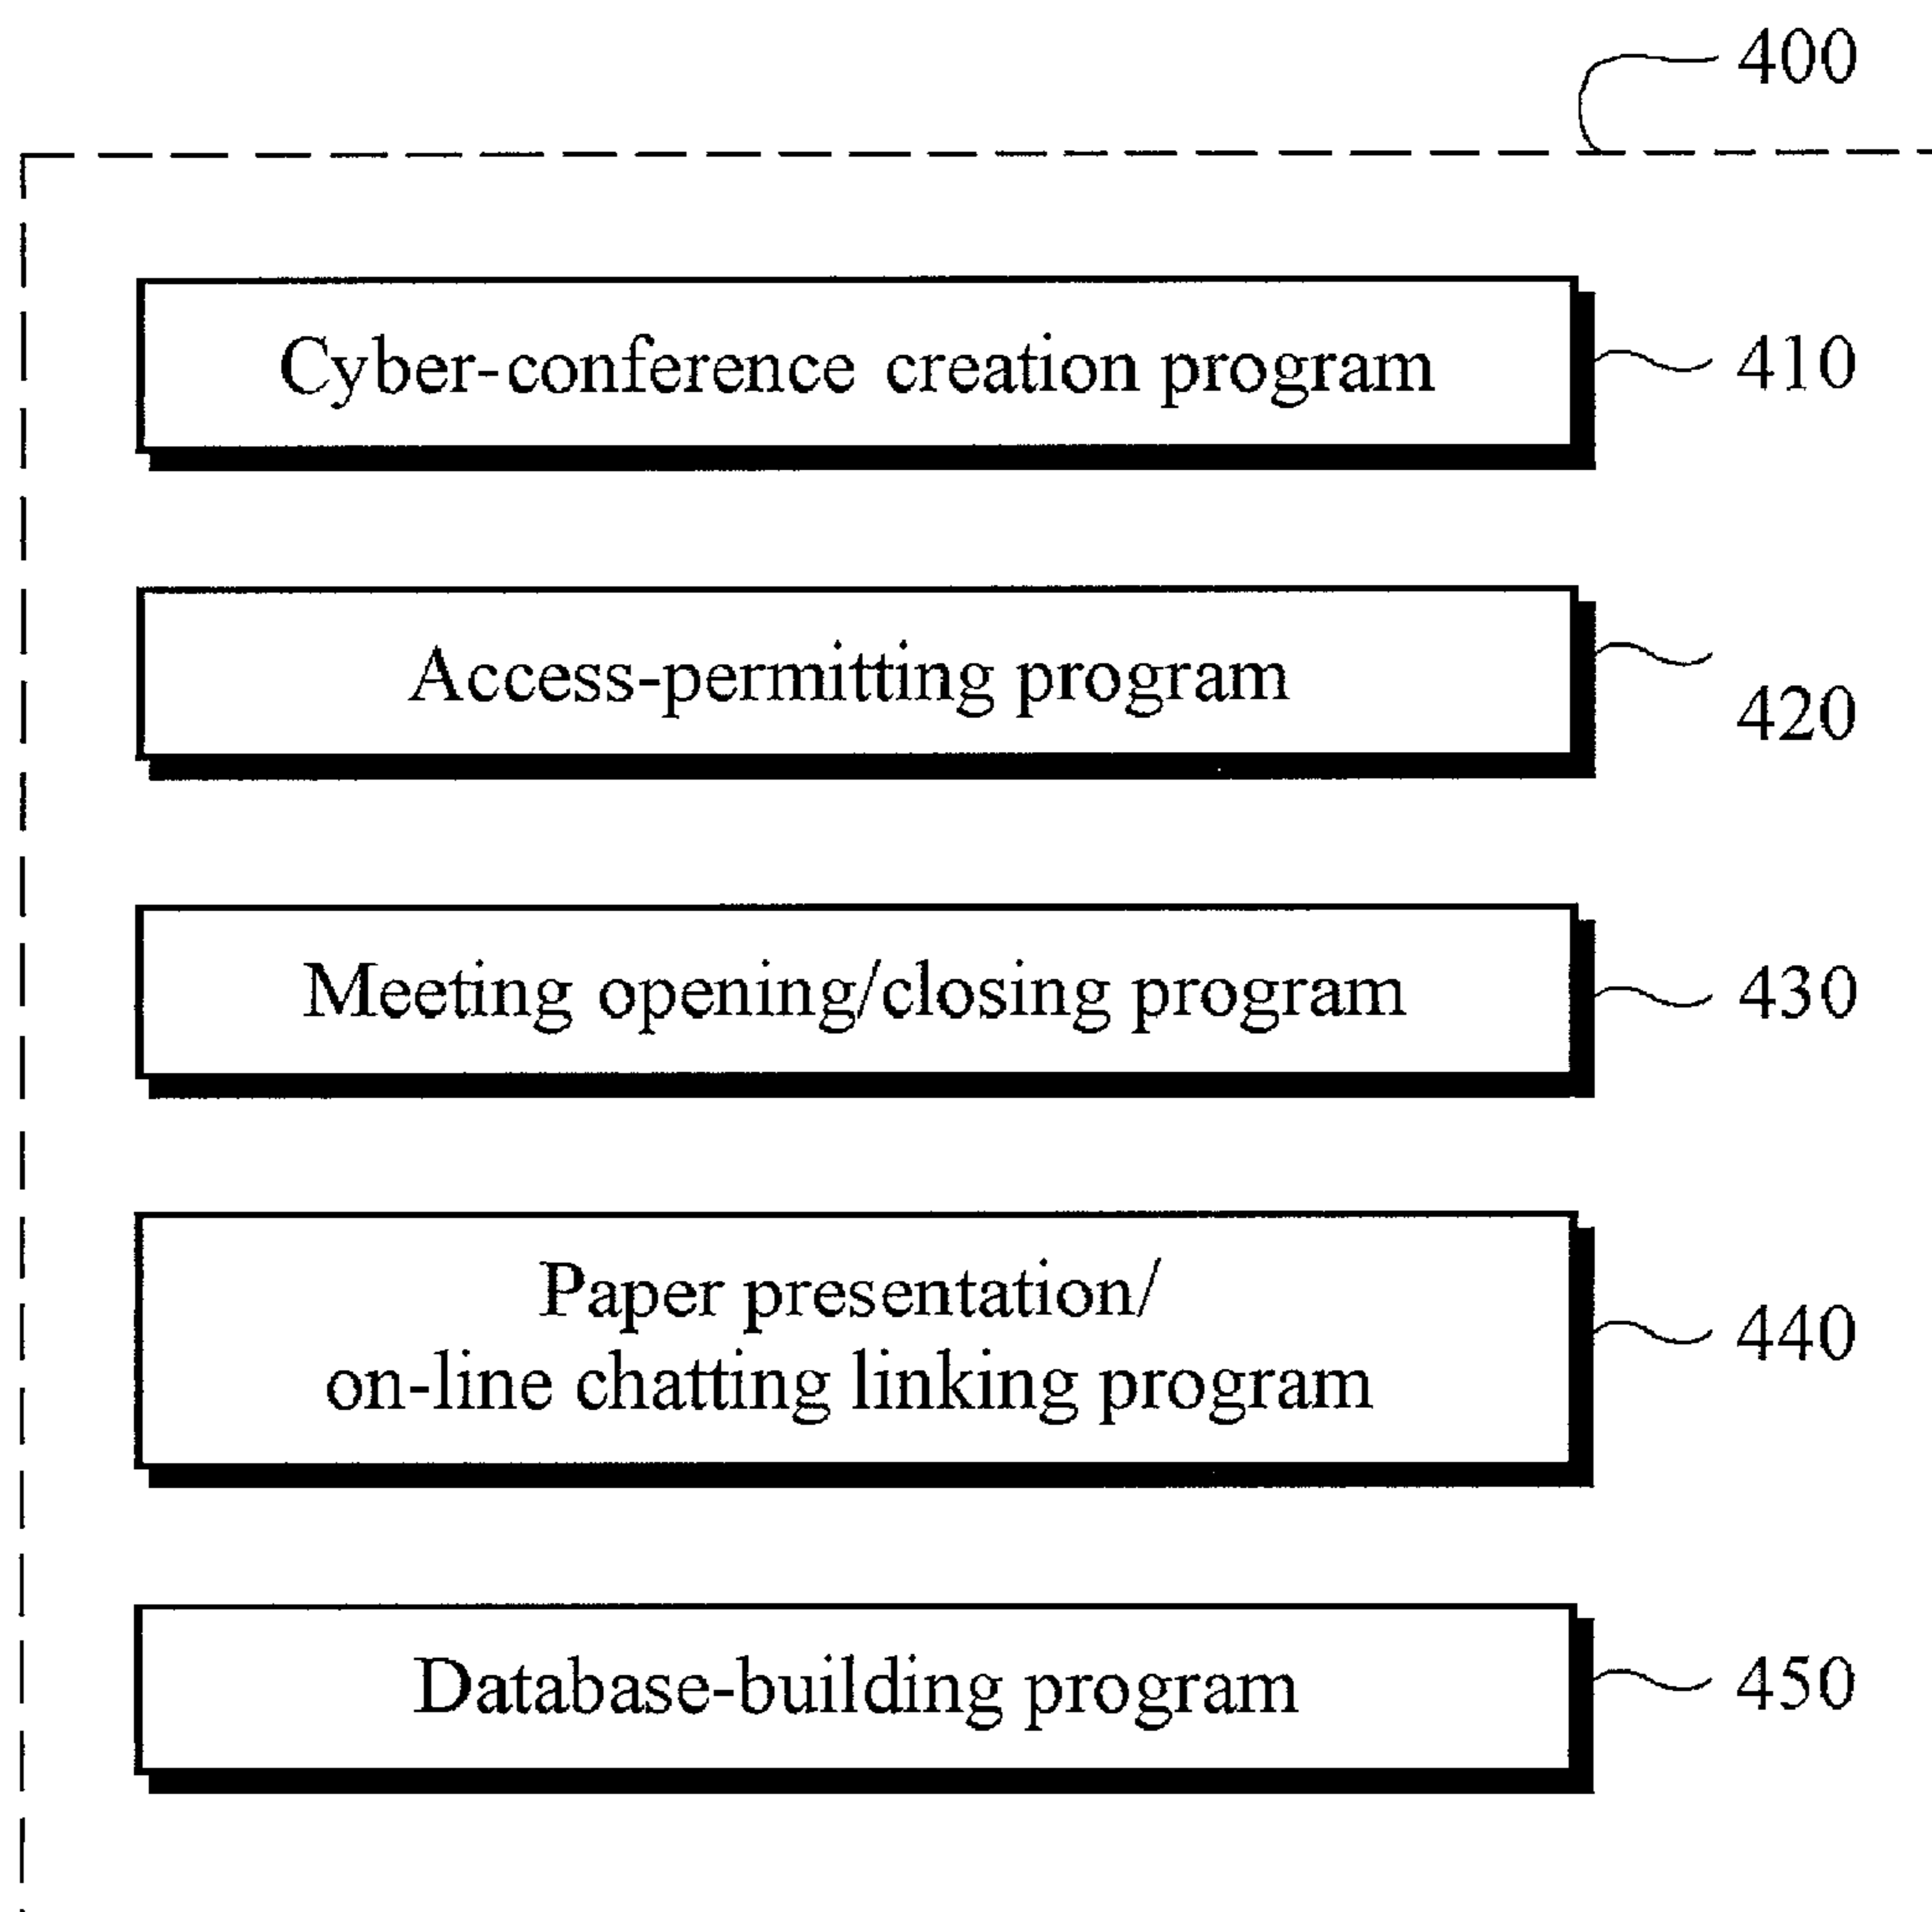 400
Cyber-conference creation program
410
Access-permitting program
420
Meeting opening/closing program
430
Paper presentation/
on-line chatting linking program
440
Database-building program
450